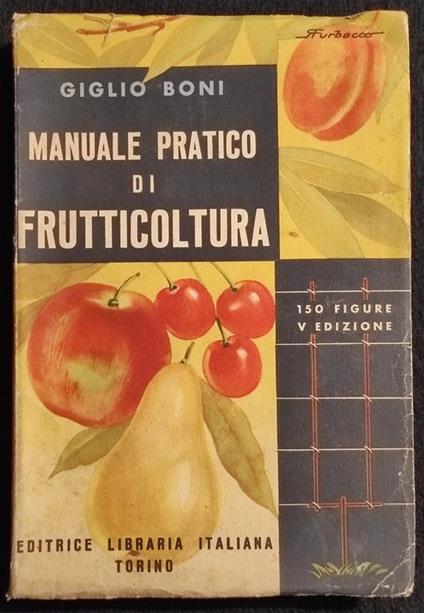 Furbacco
GIGLIO BONI
MANUALE PRATICO
DI
FRUTTICOLTURA
150 FIGURE
V EDIZIONE
EDITRICE LIBRARIA ITALIANA
TORINO